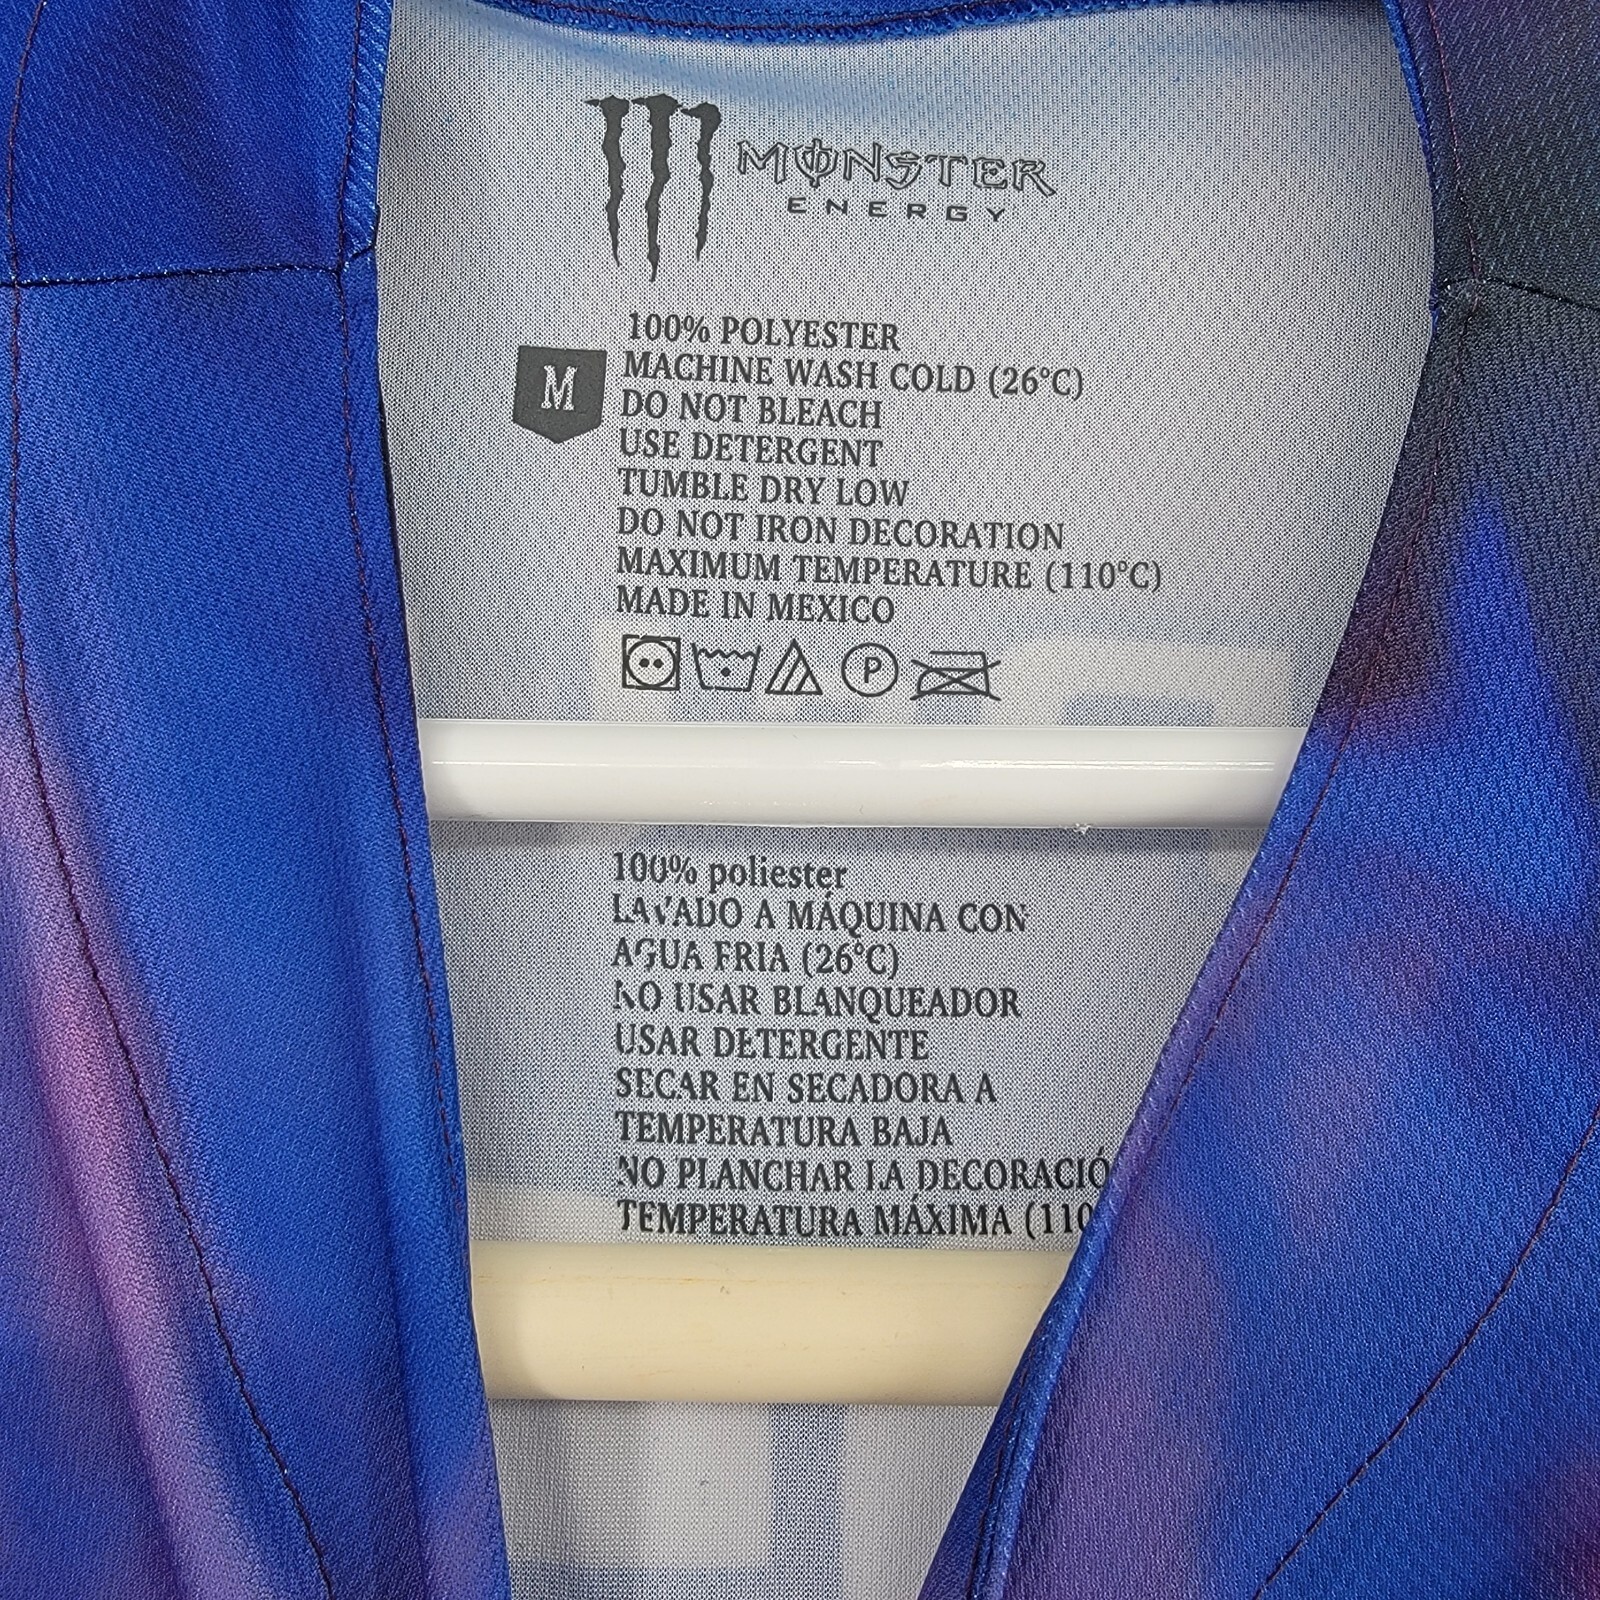 MONSTER
ENERGY
100% POLYESTER
M
MACHINE WASH COLD (26°C)
DO NOT BLEACH
USE DETERGENT
TUMBLE DRY LOW
DO NOT IRON DECORATION
MAXIMUM TEMPERATURE (110°C)
MADE IN MEXICO
P
100% poliester
LAVADO A MÁQUINA CON
AGUA FRIA (26°C)
NO USAR BLANQUEADOR
USAR DETERGENTE
SECAR EN SECADORA A
TEMPERATURA BAJA
NO PLANCHAR LA DECORACIÓ
TEMPERATURA MÁXIMA (110